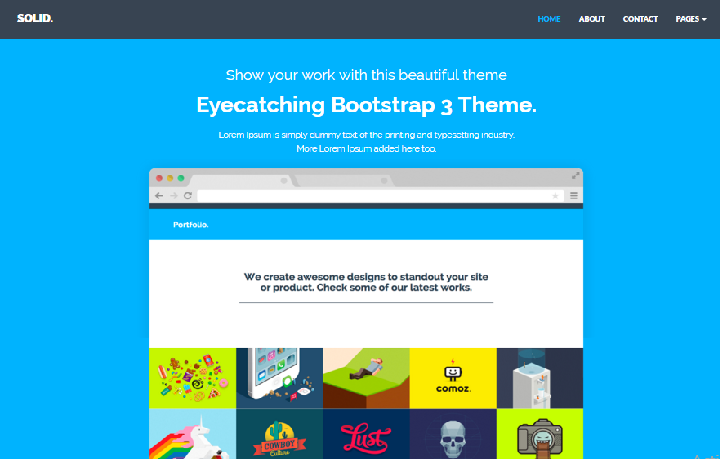 SOLID.
HOME ABOUT CONTACT PAGES
Show your work with this beautiful theme
Eyecatching Bootstrap 3 Theme.
Lorem Ipsum is simply dummy text of the printing and typesetting industry.
More Lorem Ipsum added here too.
Portfolio.
We create awesome designs to standout your site
or product. Check some of our latest works.
comoz.
COWBOY
Lust